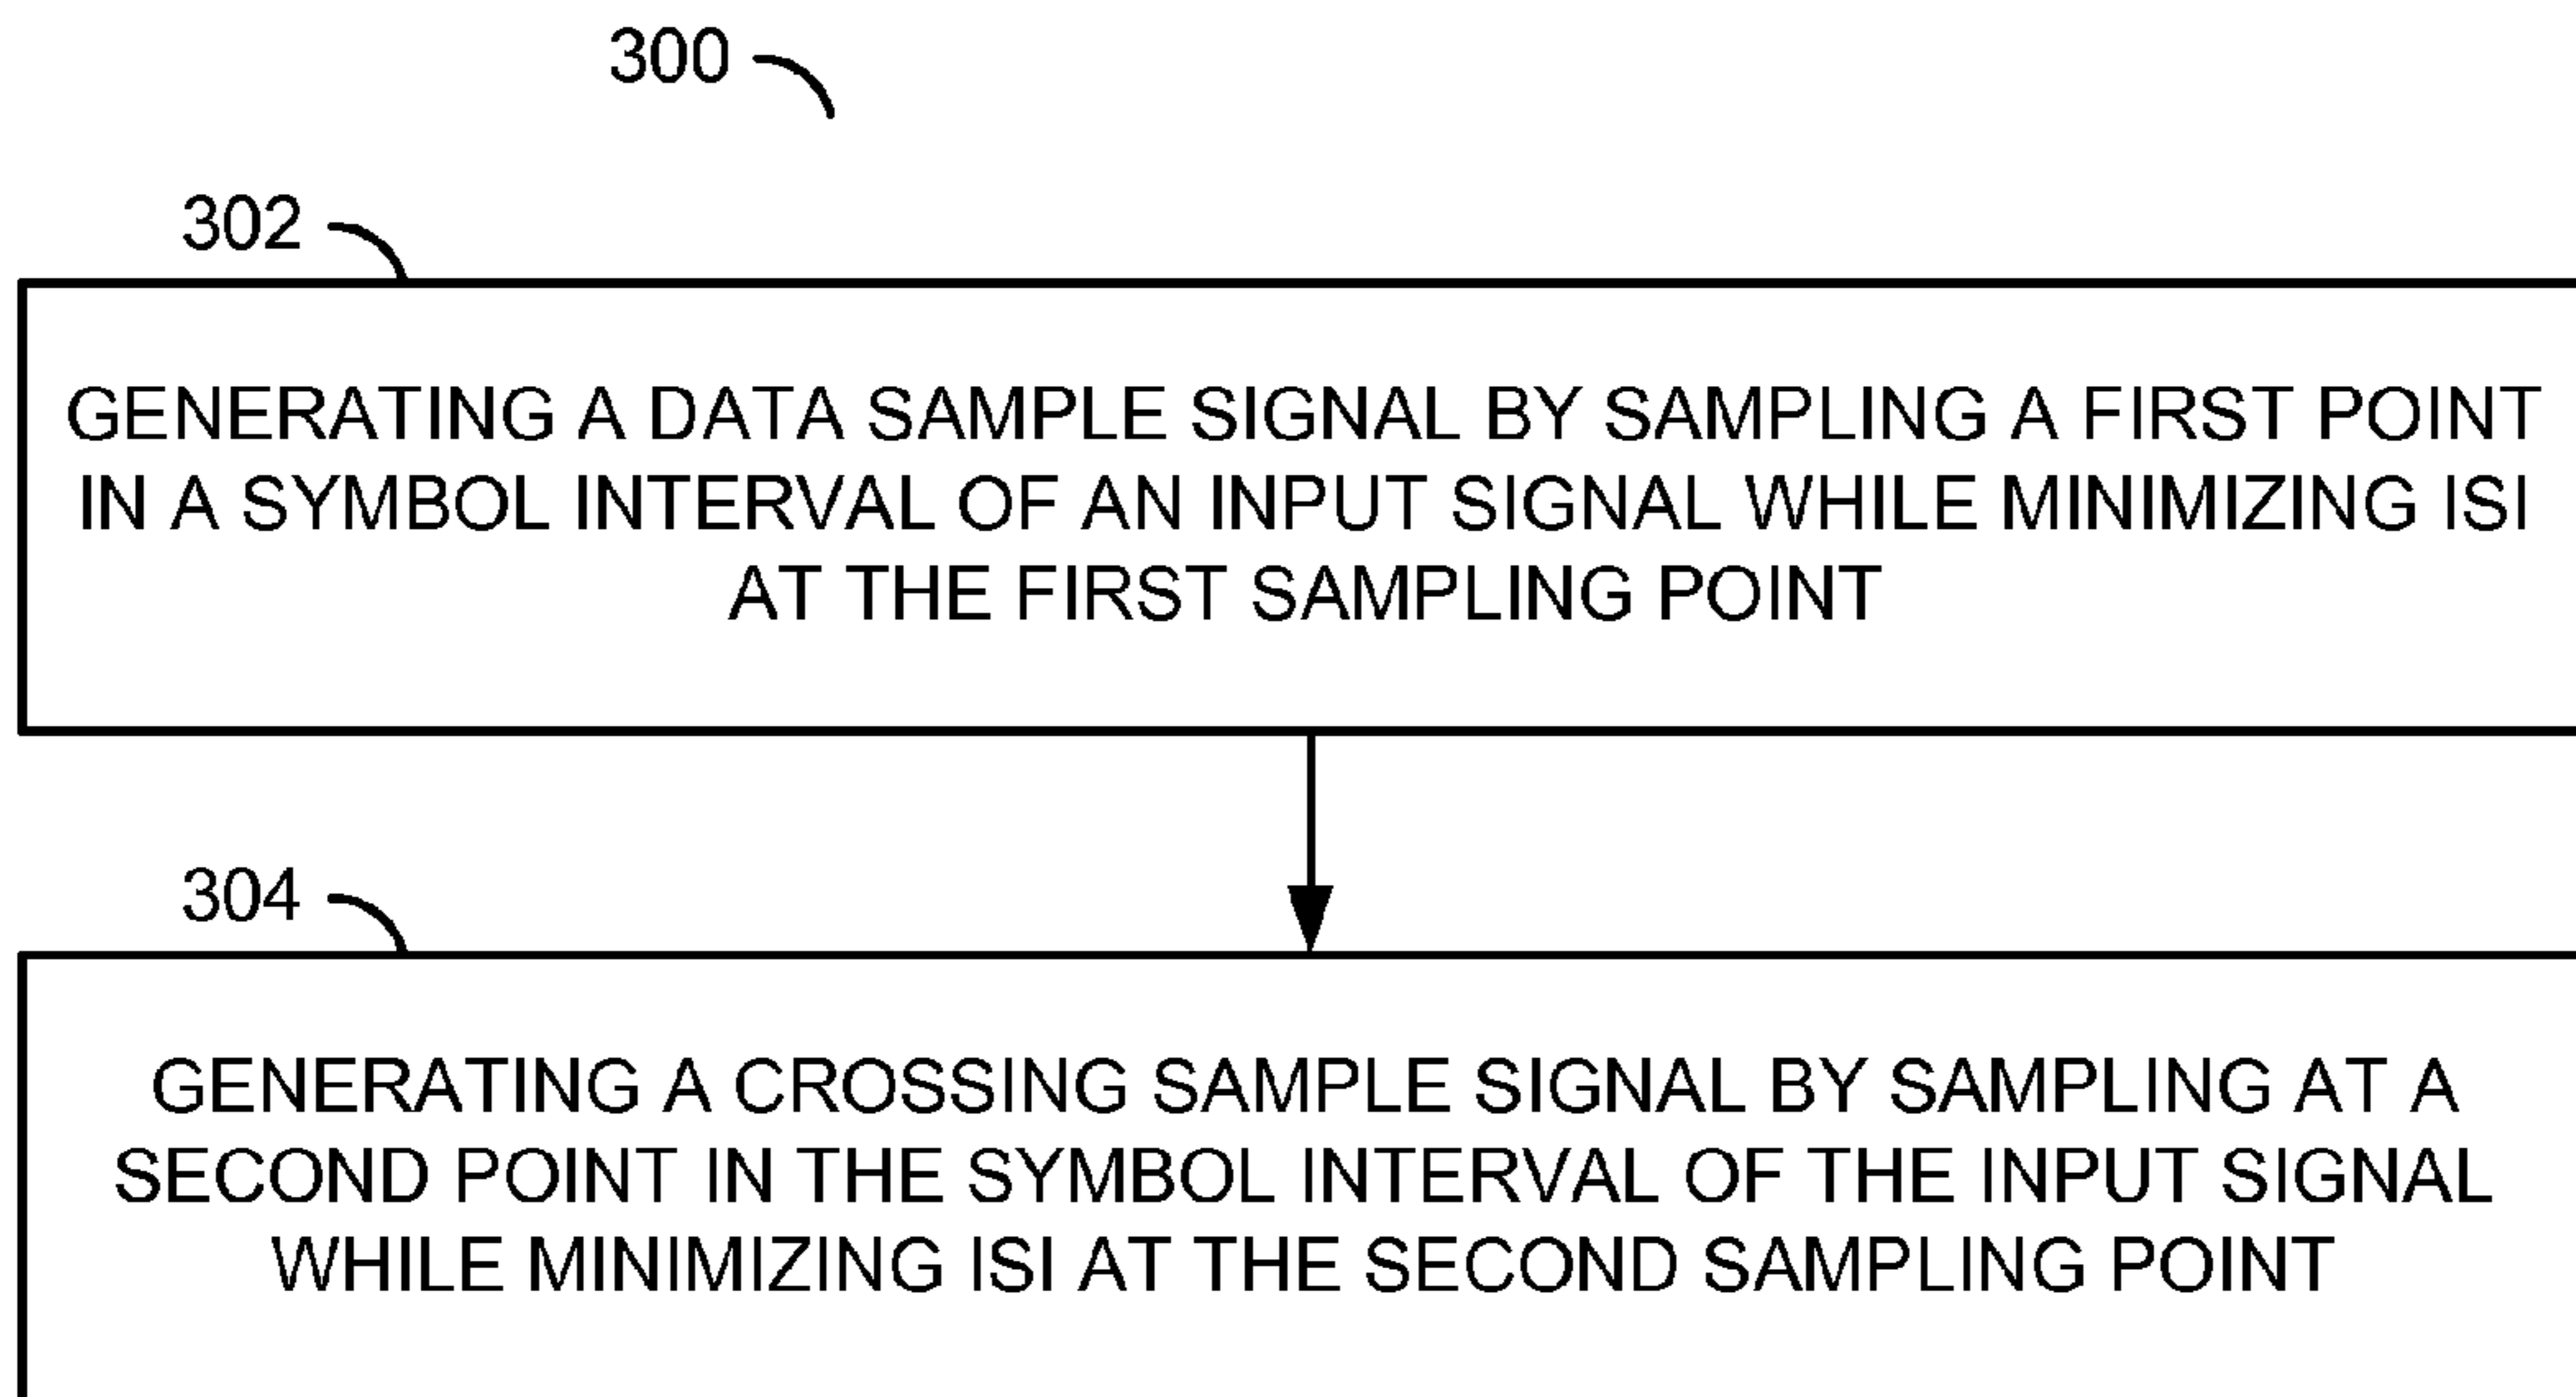 300
302
GENERATING A DATA SAMPLE SIGNAL BY SAMPLING A FIRST POINT
IN A SYMBOL INTERVAL OF AN INPUT SIGNAL WHILE MINIMIZING ISI
AT THE FIRST SAMPLING POINT
304
GENERATING A CROSSING SAMPLE SIGNAL BY SAMPLING AT A
SECOND POINT IN THE SYMBOL INTERVAL OF THE INPUT SIGNAL
WHILE MINIMIZING ISI AT THE SECOND SAMPLING POINT